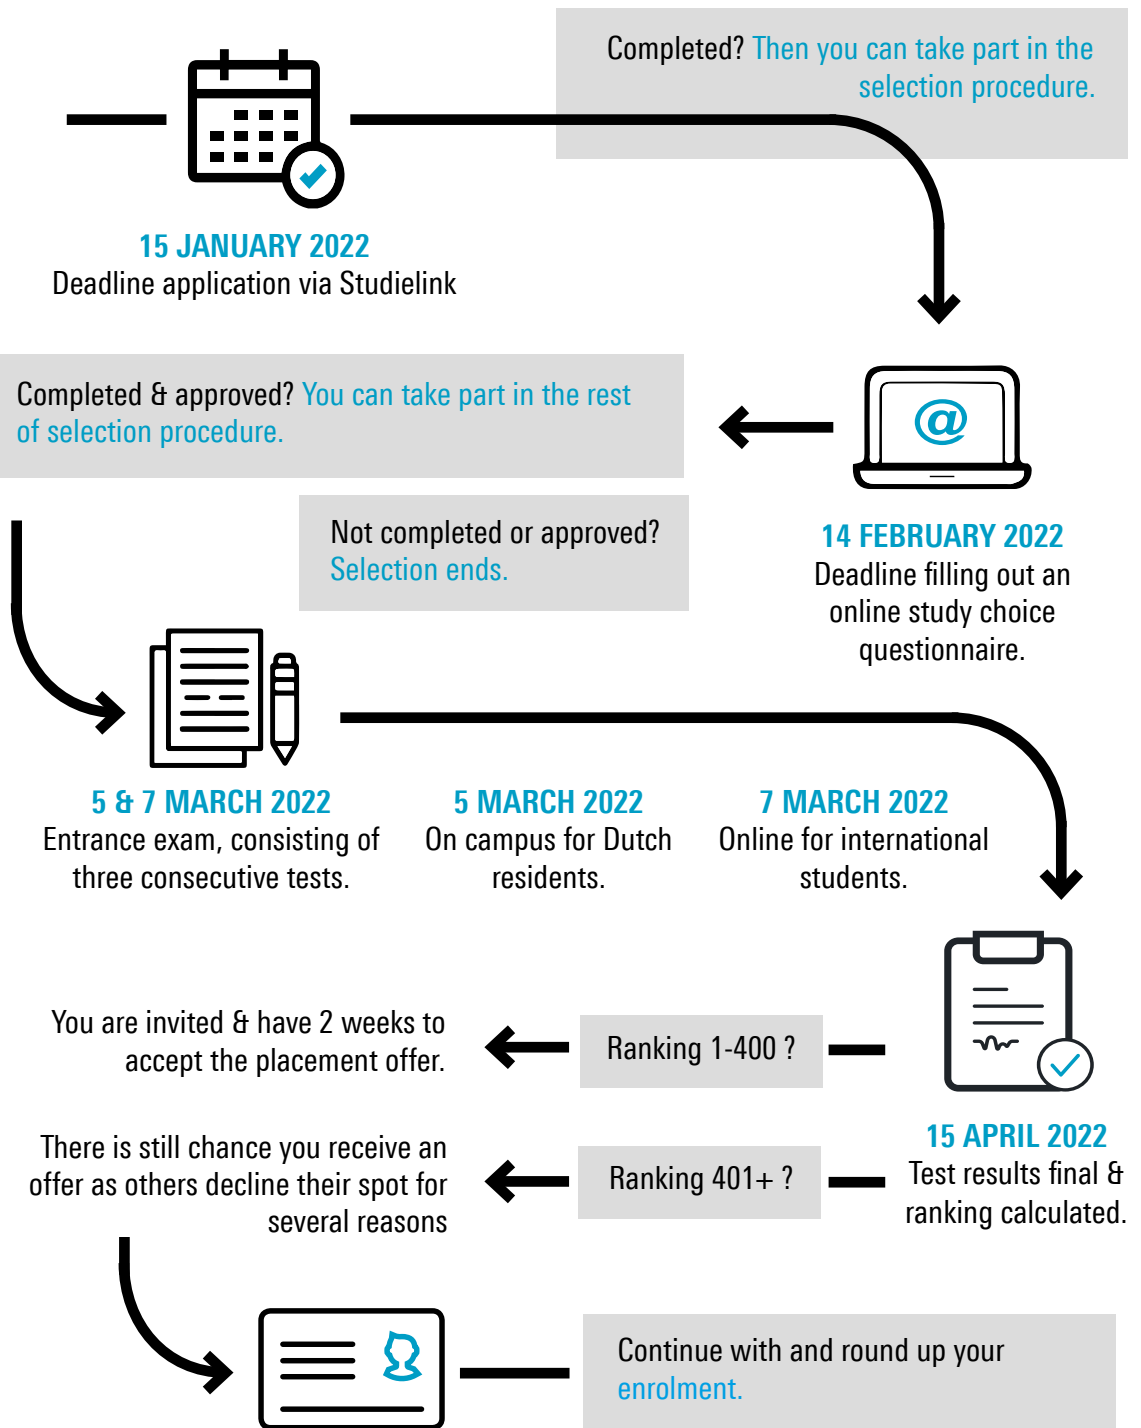 Completed? Then you can take part in the
selection procedure.
15 JANUARY 2022
Deadline application via Studielink
Completed & approved? You can take part in the rest
of selection procedure.
@
Not completed or approved?
Selection ends.
14 FEBRUARY 2022
Deadline filling out an
online study choice
questionnaire.
5 & 7 MARCH 2022
Entrance exam, consisting of
three consecutive tests.
5 MARCH 2022
On campus for Dutch
residents.
7 MARCH 2022
Online for international
students.
15 APRIL 2022
Test results final &
ranking calculated.
Ranking 1-400 ?
You are invited & have 2 weeks to
accept the placement offer.
Ranking 401+ ?
There is still chance you receive an
offer as others decline their spot for
several reasons
Continue with and round up your
enrolment.